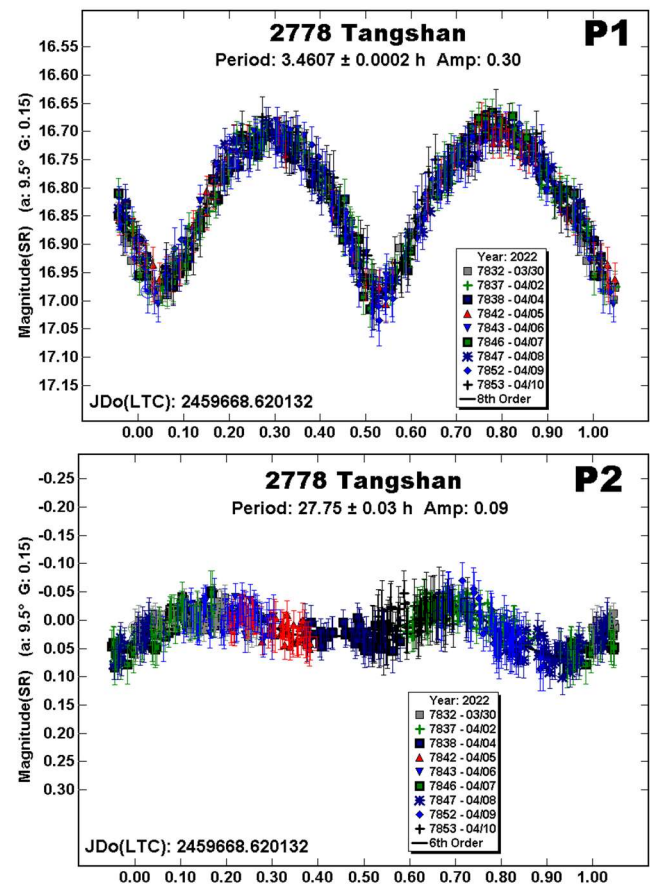 2778 Tangshan
P1
Period: 3.4607 ± 0.0002 h  Amp: 0.30
Magnitude(SR)  (a: 9.5°  G: 0.15)
16.55
16.60
16.65
16.70
16.75
16.80
16.85
16.90
16.95
17.00
17.05
17.10
17.15
Year: 2022
7832 - 03/30
7837 - 04/02
7838 - 04/04
7842 - 04/05
7843 - 04/06
7846 - 04/07
7847 - 04/08
7852 - 04/09
7853 - 04/10
8th Order
JDo(LTC): 2459668.620132
0.00 0.10 0.20 0.30 0.40 0.50 0.60 0.70 0.80 0.90 1.00
2778 Tangshan
P2
Period: 27.75 ± 0.03 h  Amp: 0.09
Magnitude(SR)  (a: 9.5°  G: 0.15)
-0.25
-0.20
-0.15
-0.10
-0.05
0.00
0.05
0.10
0.15
0.20
0.25
0.30
Year: 2022
7832 - 03/30
7837 - 04/02
7838 - 04/04
7842 - 04/05
7843 - 04/06
7846 - 04/07
7847 - 04/08
7852 - 04/09
7853 - 04/10
6th Order
JDo(LTC): 2459668.620132
0.00 0.10 0.20 0.30 0.40 0.50 0.60 0.70 0.80 0.90 1.00